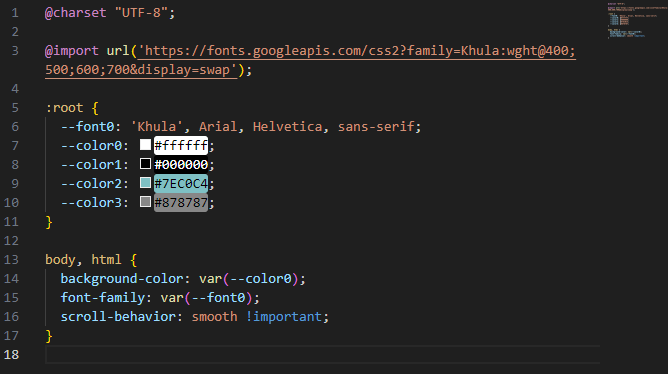 1 @charset "UTF-8";
2
3 @import url('https://fonts.googleapis.com/css2?family=Khula:wght@400;
500;600;700&display=swap');
4
5 :root {
6 --font0: 'Khula', Arial, Helvetica, sans-serif;
7 --color0: #ffffff;
8 --color1: #000000;
9 --color2: #7EC0C4;
10 --color3: #878787;
11 }
12
13 body, html {
14 background-color: var(--color0);
15 font-family: var(--font0);
16 scroll-behavior: smooth !important;
17 }
18